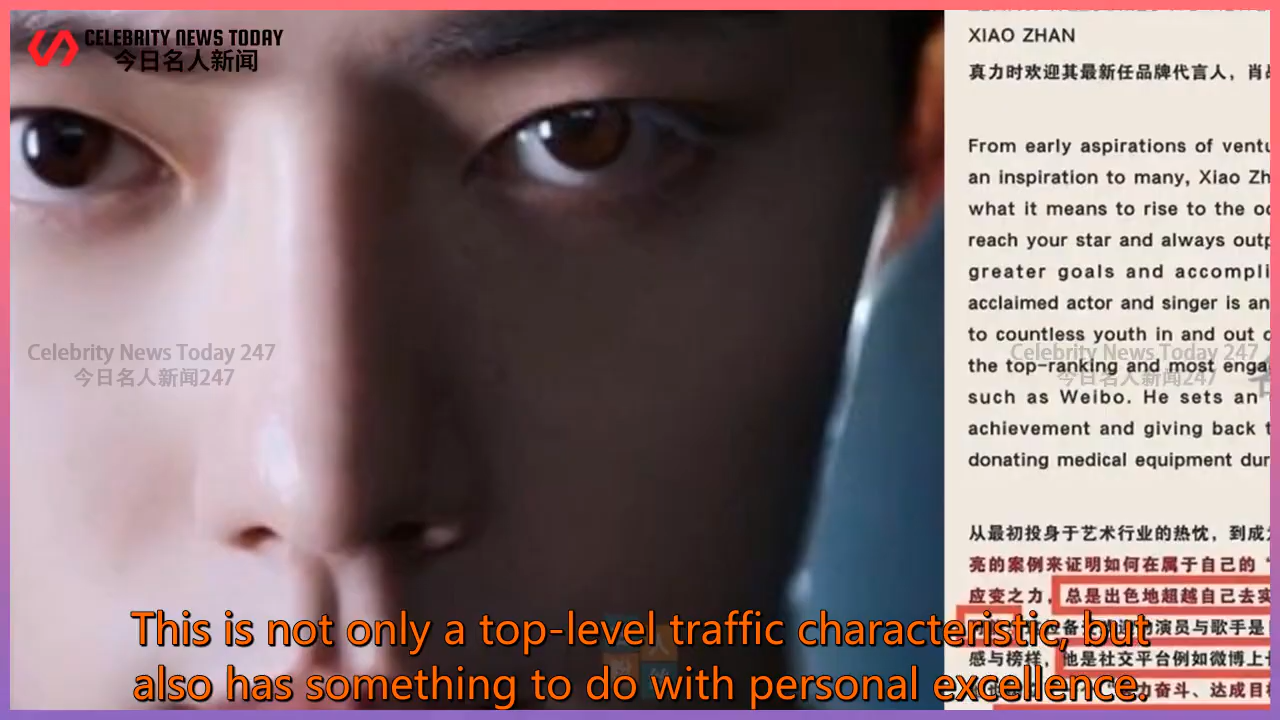 CELEBRITY NEWS TODAY
今日名人新闻
XIAO ZHAN
真力时欢迎其最新任品牌代言人，肖
From early aspirations of ventu
an inspiration to many, Xiao Zh
what it means to rise to the oc
reach your star and always outp
greater goals and accompli
acclaimed actor and singer is an
to countless youth in and out o
the top-ranking and most enga
such as Weibo. He sets an
achievement and giving back t
donating medical equipment dur
Celebrity News Today 247
今日名人新闻247
Celebrity News Today 247
今日名人新闻247
从最初投身于艺术行业的热忱，到成为
亮的案例来证明如何在属于自己的
应变之力，总是出色地超越自己去实
演员与歌手是
感与榜样，他是社交平台例如微博上
力奋斗、达成目标
This is not only a top-level traffic characteristic, but
also has something to do with personal excellence.